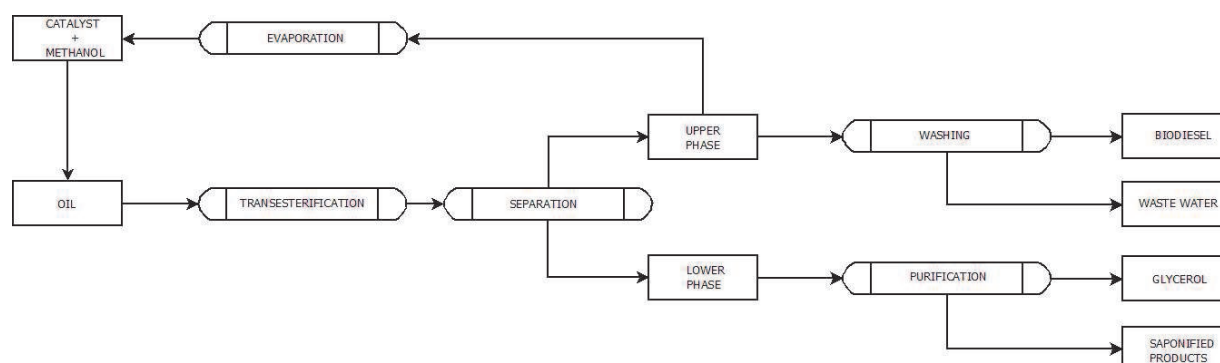 CATALYST
+
METHANOL
EVAPORATION
UPPER
PHASE
WASHING
BIODIESEL
OIL
TRANSESTERIFICATION
SEPARATION
WASTE WATER
LOWER
PHASE
PURIFICATION
GLYCEROL
SAPONIFIED
PRODUCTS